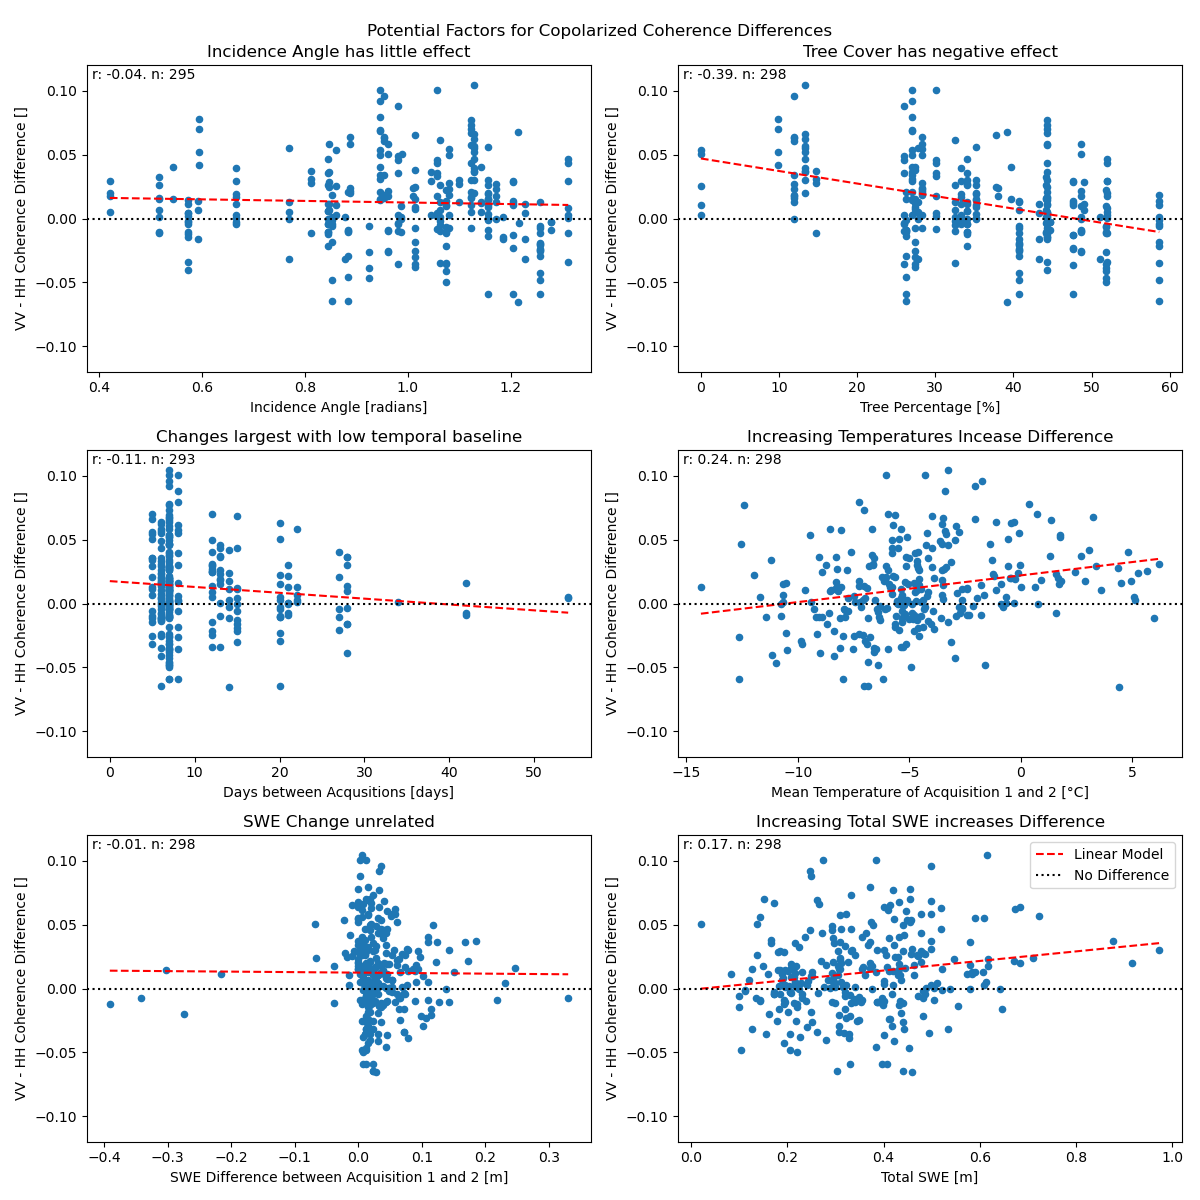 Potential Factors for Copolarized Coherence Differences
Incidence Angle has little effect
r: -0.04. n: 295
VV - HH Coherence Difference []
0.10
0.05
0.00
−0.05
−0.10
0.4 0.6 0.8 1.0 1.2
Incidence Angle [radians]
Tree Cover has negative effect
r: -0.39. n: 298
VV - HH Coherence Difference []
0.10
0.05
0.00
−0.05
−0.10
0 10 20 30 40 50 60
Tree Percentage [%]
Changes largest with low temporal baseline
r: -0.11. n: 293
VV - HH Coherence Difference []
0.10
0.05
0.00
−0.05
−0.10
0 10 20 30 40 50
Days between Acqusitions [days]
Increasing Temperatures Incease Difference
r: 0.24. n: 298
VV - HH Coherence Difference []
0.10
0.05
0.00
−0.05
−0.10
−15 −10 −5 0 5
Mean Temperature of Acquisition 1 and 2 [°C]
SWE Change unrelated
r: -0.01. n: 298
VV - HH Coherence Difference []
0.10
0.05
0.00
−0.05
−0.10
−0.4 −0.3 −0.2 −0.1 0.0 0.1 0.2 0.3
SWE Difference between Acquisition 1 and 2 [m]
Increasing Total SWE increases Difference
r: 0.17. n: 298
Linear Model
No Difference
VV - HH Coherence Difference []
0.10
0.05
0.00
−0.05
−0.10
0.0 0.2 0.4 0.6 0.8 1.0
Total SWE [m]